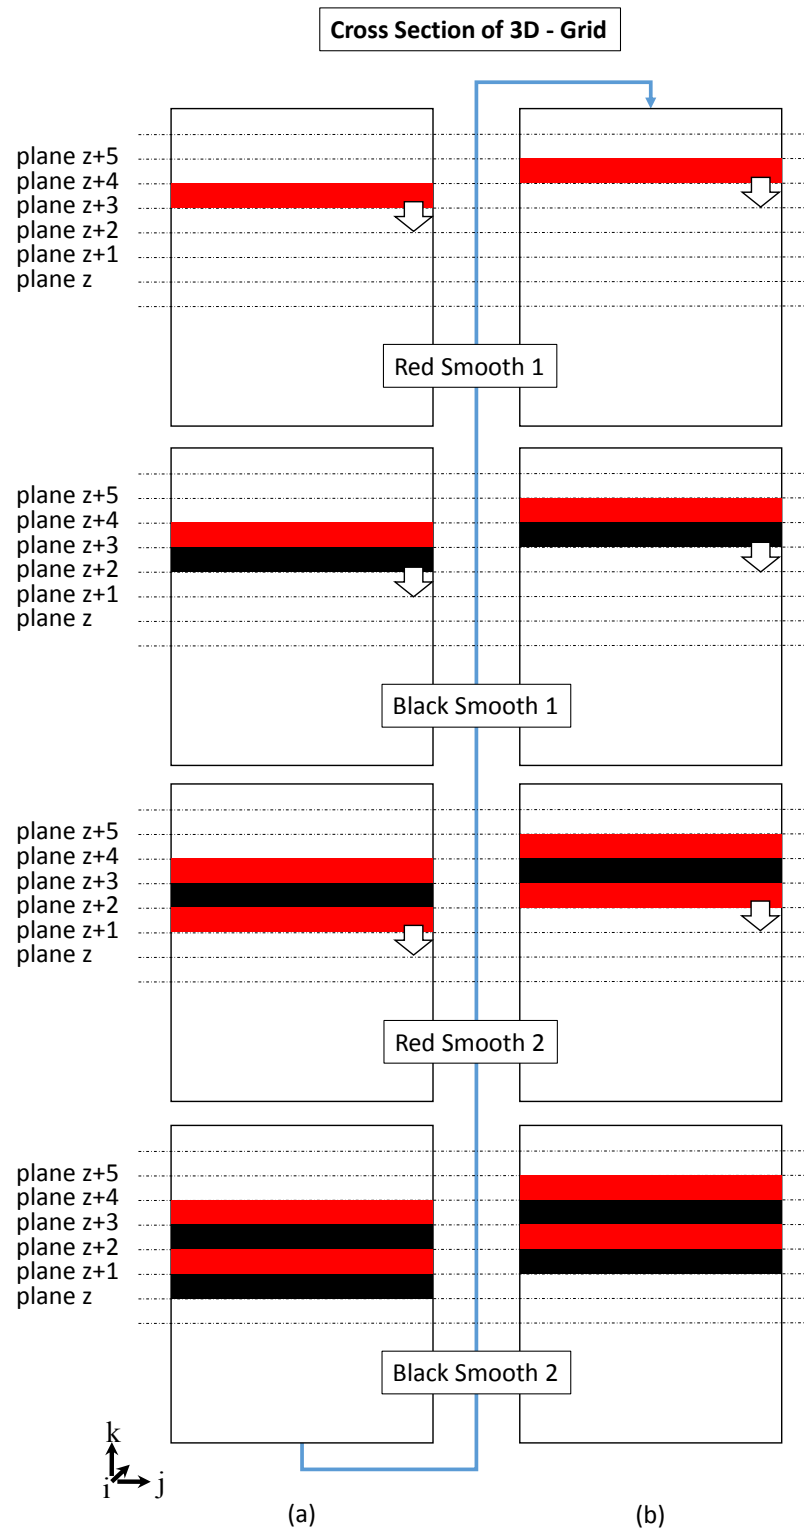 Cross Section of 3D - Grid
plane z+5
plane z+4
plane z+3
plane z+2
plane z+1
plane z
Red Smooth 1
plane z+5
plane z+4
plane z+3
plane z+2
plane z+1
plane z
Black Smooth 1
plane z+5
plane z+4
plane z+3
plane z+2
plane z+1
plane z
Red Smooth 2
plane z+5
plane z+4
plane z+3
plane z+2
plane z+1
plane z
Black Smooth 2
k
i
j
(a)
(b)